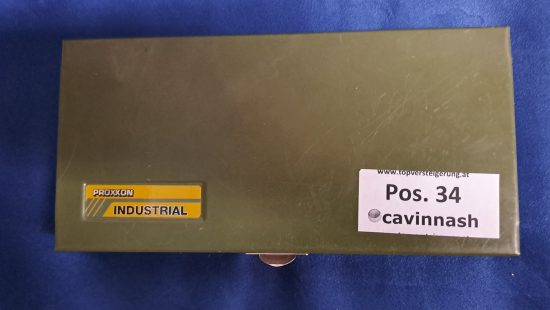 PROXXON
INDUSTRIAL
www.topversteigerung.at
Pos. 34
cavinnash